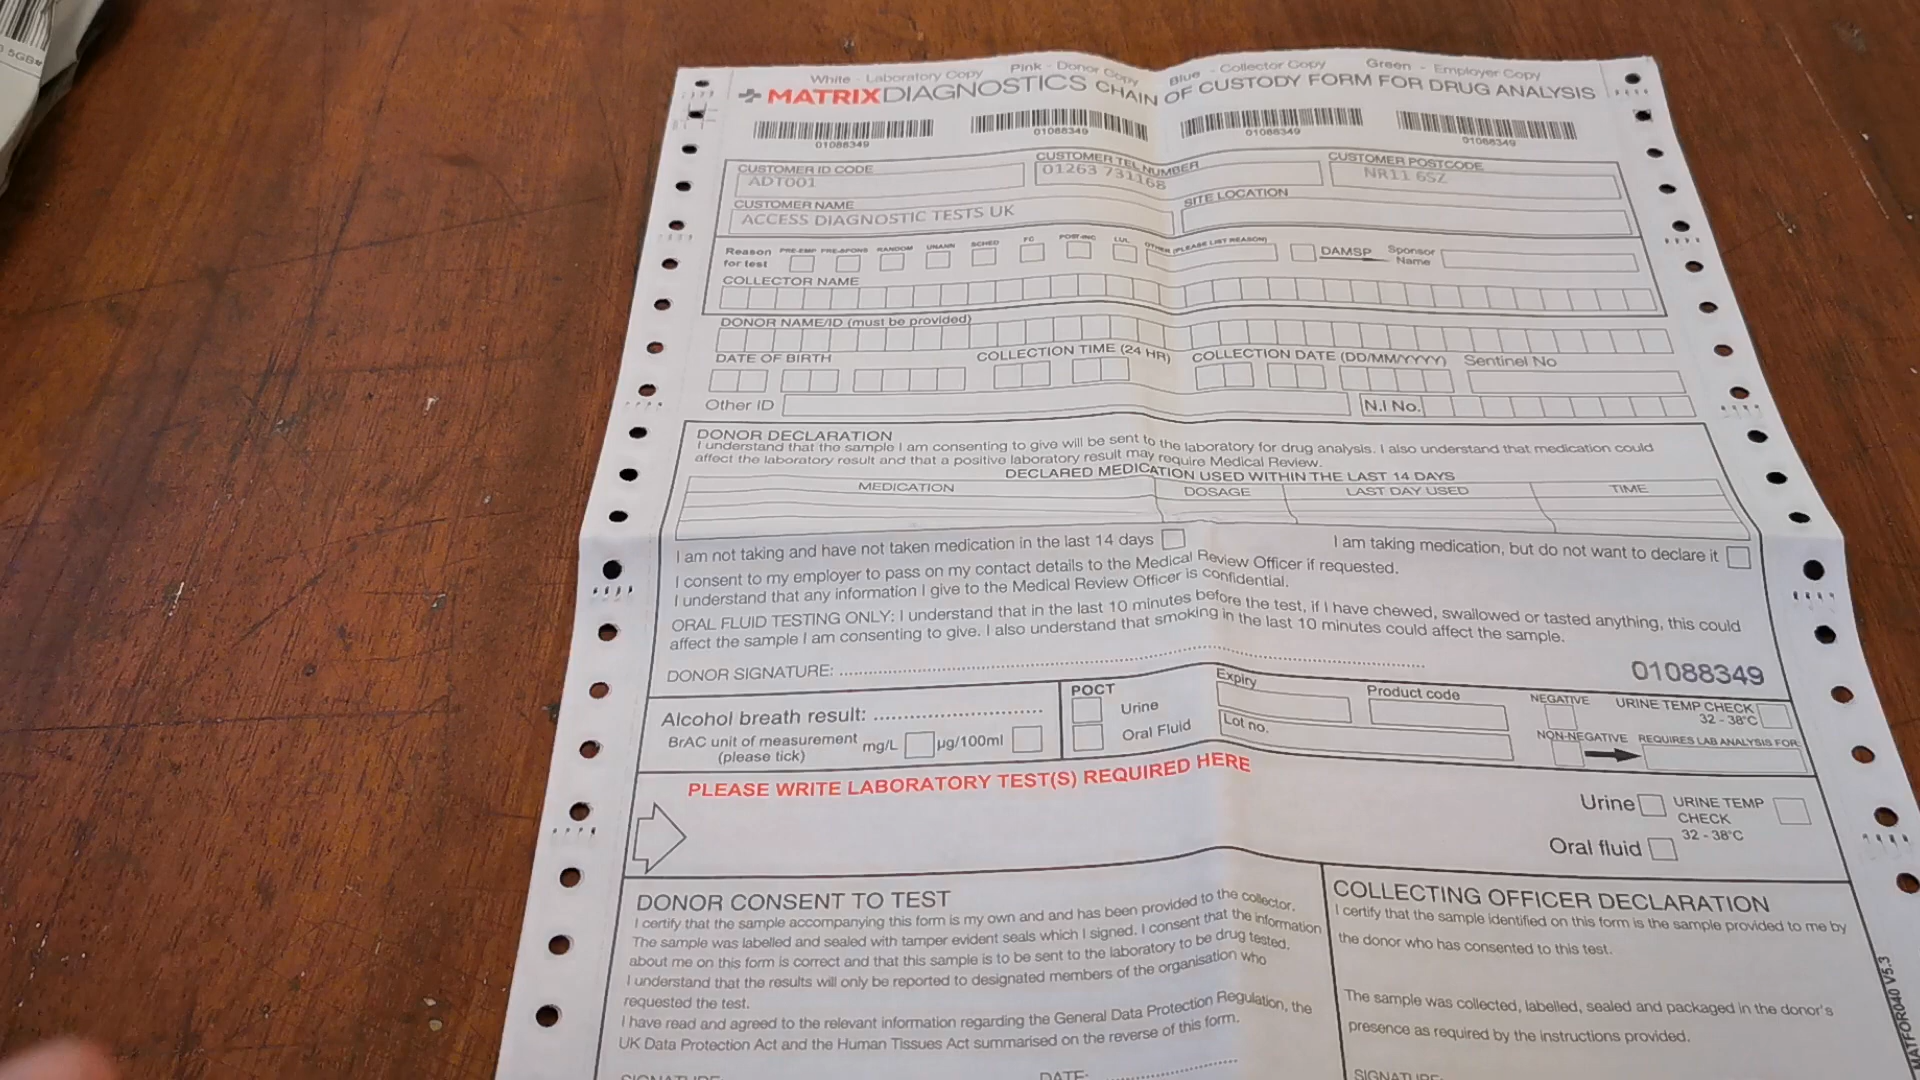 5GB
White - Laboratory Copy Pink - Donor Copy Blue - Collector Copy Green - Employer Copy
MATRIXDIAGNOSTICS CHAIN OF CUSTODY FORM FOR DRUG ANALYSIS
01088349 01088349 01088349 01088349
CUSTOMER ID CODE CUSTOMER TEL NUMBER CUSTOMER POSTCODE
ADT001 01263 731168 NR11 6SZ
CUSTOMER NAME SITE LOCATION
ACCESS DIAGNOSTIC TESTS UK
Reason for test PRE-EMP PRE-SPONS RANDOM UNANN SCHED FC POST-INC OTHER (PLEASE LIST REASON) DAMSP Sponsor Name
COLLECTOR NAME
DONOR NAME/ID (must be provided)
DATE OF BIRTH COLLECTION TIME (24 HR) COLLECTION DATE (DD/MM/YYYY) Sentinel No
Other ID N.I No.
DONOR DECLARATION
I understand that the sample I am consenting to give will be sent to the laboratory for drug analysis. I also understand that medication could
affect the laboratory result and that a positive laboratory result may require Medical Review.
DECLARED MEDICATION USED WITHIN THE LAST 14 DAYS
MEDICATION DOSAGE LAST DAY USED TIME
I am not taking and have not taken medication in the last 14 days I am taking medication, but do not want to declare it
I consent to my employer to pass on my contact details to the Medical Review Officer if requested.
I understand that any information I give to the Medical Review Officer is confidential.
ORAL FLUID TESTING ONLY: I understand that in the last 10 minutes before the test, if I have chewed, swallowed or tasted anything, this could
affect the sample I am consenting to give. I also understand that smoking in the last 10 minutes could affect the sample.
DONOR SIGNATURE: 01088349
Alcohol breath result:
BrAC unit of measurement mg/L µg/100ml
(please tick)
POCT Expiry Product code NEGATIVE URINE TEMP CHECK
Urine 32 - 38°C
Oral Fluid Lot no. NON-NEGATIVE REQUIRES LAB ANALYSIS FOR:
PLEASE WRITE LABORATORY TEST(S) REQUIRED HERE
Urine URINE TEMP
CHECK
32 - 38°C
Oral fluid
DONOR CONSENT TO TEST
I certify that the sample accompanying this form is my own and and has been provided to the collector.
The sample was labelled and sealed with tamper evident seals which I signed. I consent that the information
about me on this form is correct and that this sample is to be sent to the laboratory to be drug tested.
I understand that the results will only be reported to designated members of the organisation who
requested the test.
I have read and agreed to the relevant information regarding the General Data Protection Regulation, the
UK Data Protection Act and the Human Tissues Act summarised on the reverse of this form.
SIGNATURE: DATE:
COLLECTING OFFICER DECLARATION
I certify that the sample identified on this form is the sample provided to me by
the donor who has consented to this test.
The sample was collected, labelled, sealed and packaged in the donor's
presence as required by the instructions provided.
SIGNATURE:
MATFOR040 V5.3